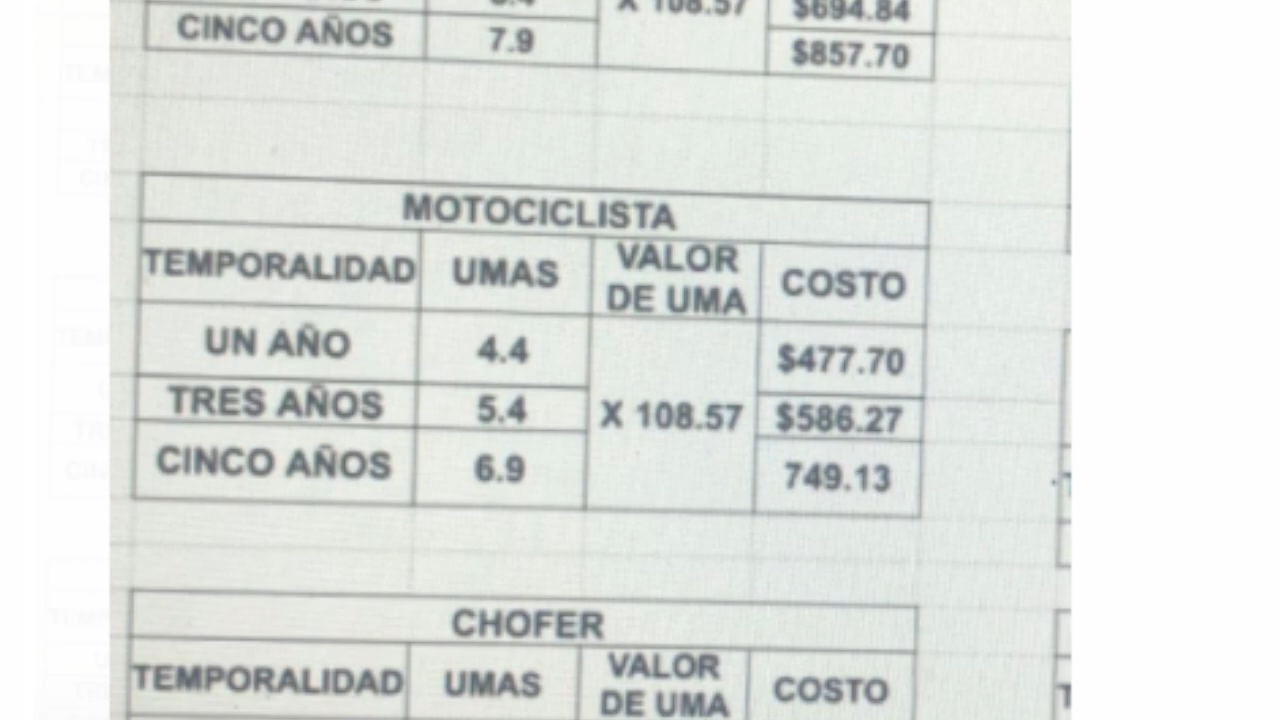 X 108.57 $694.84
CINCO AÑOS 7.9 $857.70
MOTOCICLISTA
TEMPORALIDAD UMAS VALOR DE UMA COSTO
UN AÑO 4.4 $477.70
TRES AÑOS 5.4 X 108.57 $586.27
CINCO AÑOS 6.9 749.13
CHOFER
TEMPORALIDAD UMAS VALOR DE UMA COSTO